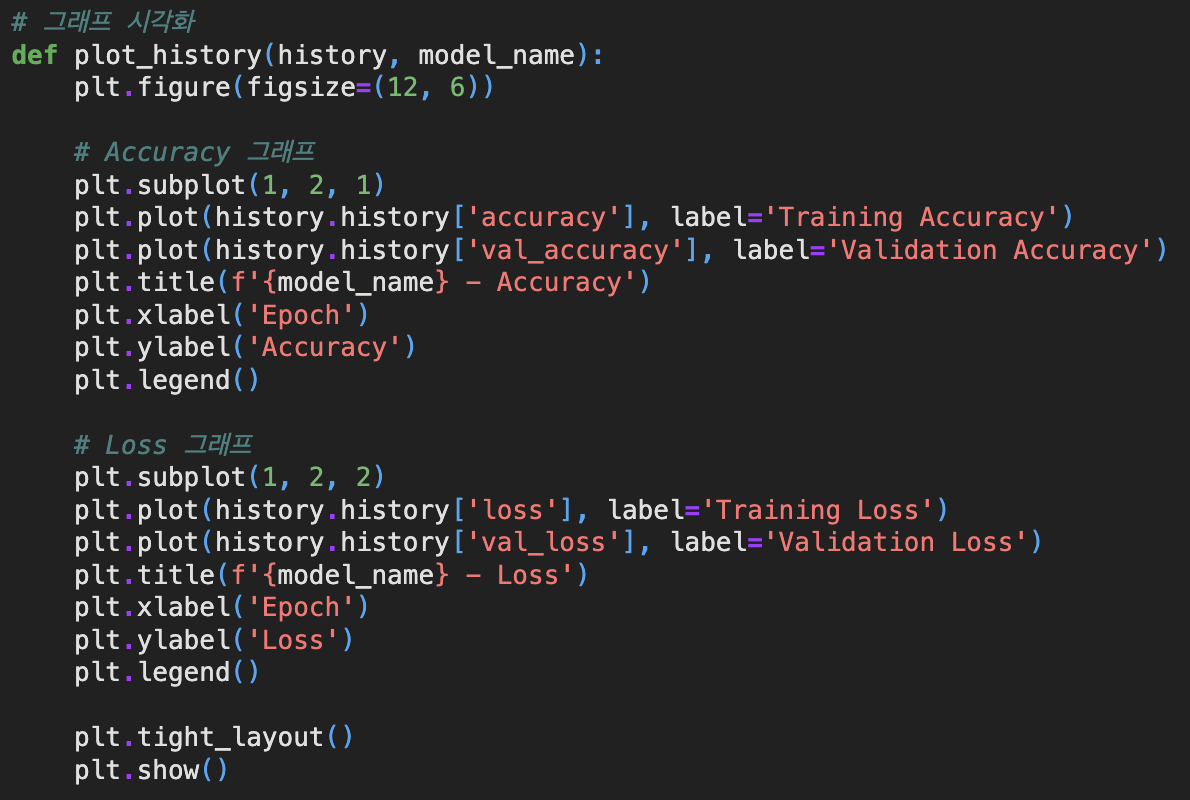 # 그래프 시각화
def plot_history(history, model_name):
    plt.figure(figsize=(12, 6))

    # Accuracy 그래프
    plt.subplot(1, 2, 1)
    plt.plot(history.history['accuracy'], label='Training Accuracy')
    plt.plot(history.history['val_accuracy'], label='Validation Accuracy')
    plt.title(f'{model_name} - Accuracy')
    plt.xlabel('Epoch')
    plt.ylabel('Accuracy')
    plt.legend()

    # Loss 그래프
    plt.subplot(1, 2, 2)
    plt.plot(history.history['loss'], label='Training Loss')
    plt.plot(history.history['val_loss'], label='Validation Loss')
    plt.title(f'{model_name} - Loss')
    plt.xlabel('Epoch')
    plt.ylabel('Loss')
    plt.legend()

    plt.tight_layout()
    plt.show()